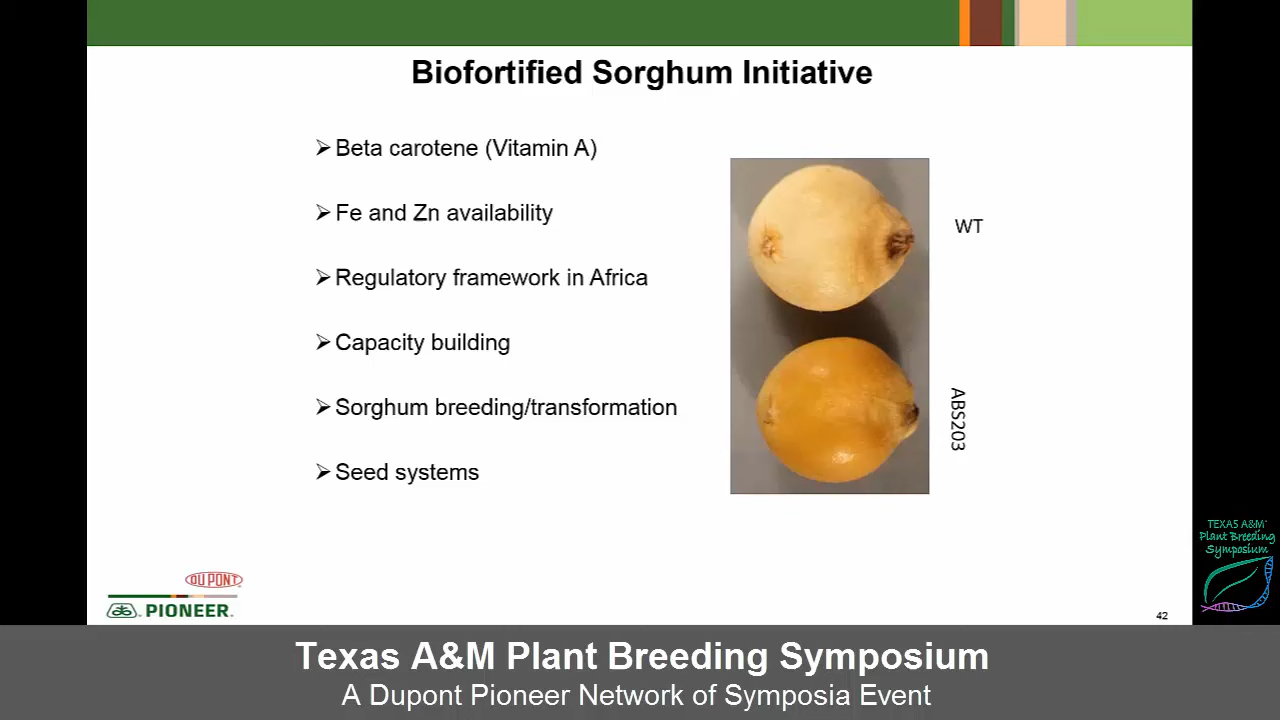 Biofortified Sorghum Initiative
Beta carotene (Vitamin A)
Fe and Zn availability
Regulatory framework in Africa
Capacity building
Sorghum breeding/transformation
Seed systems
WT
ABS203
DUPONT
PIONEER
42
TEXAS A&M
Plant Breeding
Symposium
Texas A&M Plant Breeding Symposium
A Dupont Pioneer Network of Symposia Event